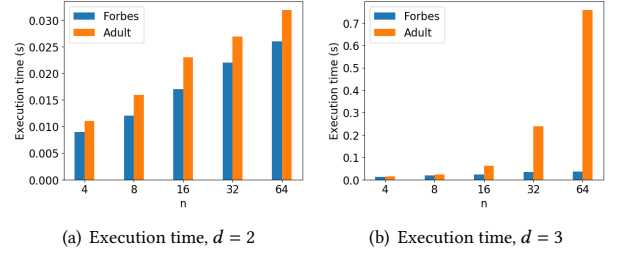 Forbes
Adult
0.030
0.025
0.020
0.015
0.010
0.005
0.000
Execution time (s)
4 8 16 32 64
n
(a) Execution time, d = 2
Forbes
Adult
0.7
0.6
0.5
0.4
0.3
0.2
0.1
0.0
Execution time (s)
4 8 16 32 64
n
(b) Execution time, d = 3